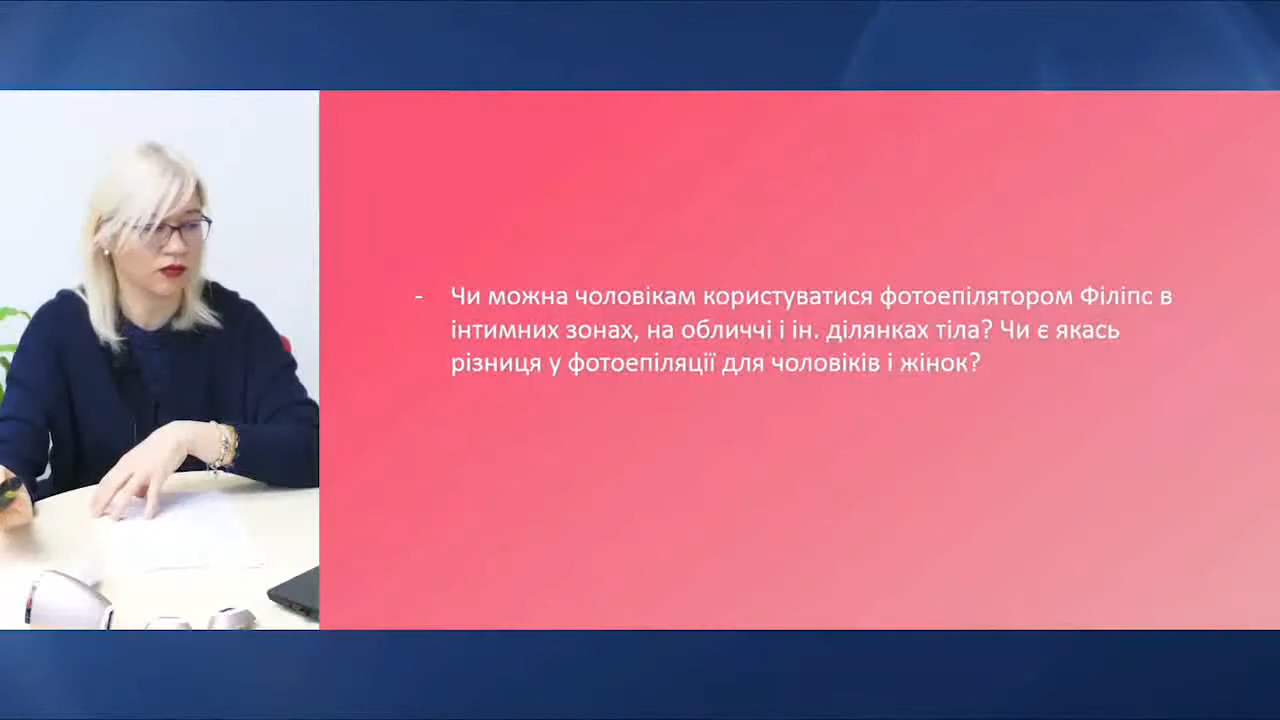 - Чи можна чоловікам користуватися фотоепілятором Філіпс в
інтимних зонах, на обличчі і ін. ділянках тіла? Чи є якась
різниця у фотоепіляції для чоловіків і жінок?